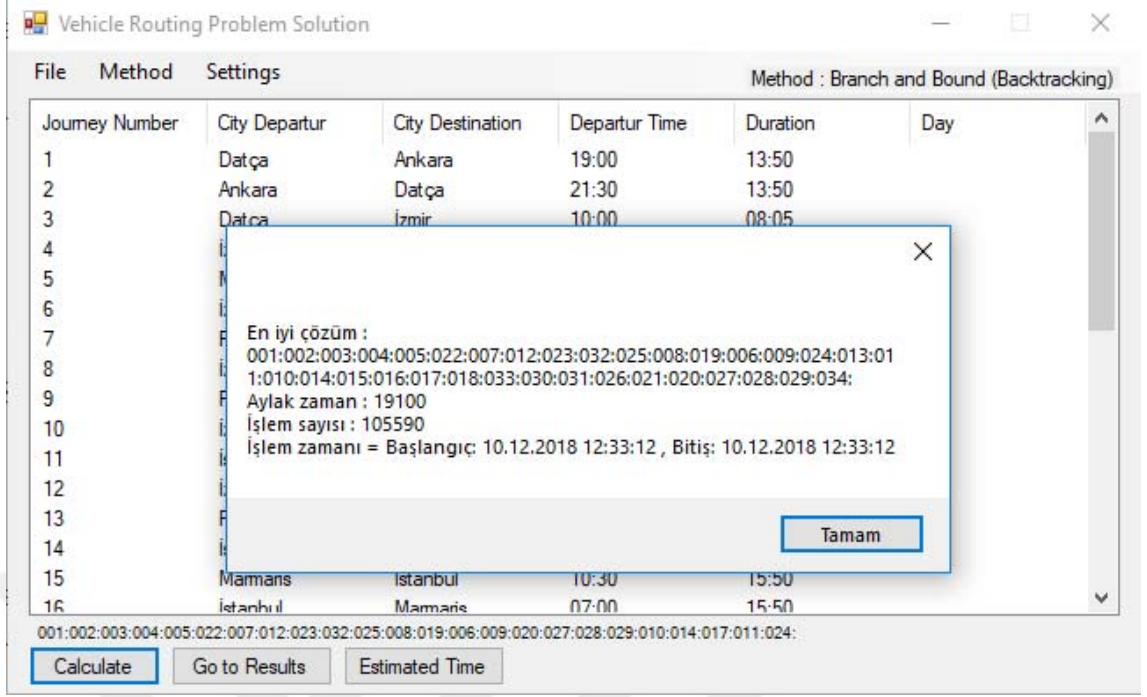 Vehicle Routing Problem Solution
File Method Settings
Method : Branch and Bound (Backtracking)
Journey Number City Departur City Destination Departur Time Duration Day
1 Datça Ankara 19:00 13:50
2 Ankara Datça 21:30 13:50
3 Datça İzmir 10:00 08:05
4
5
6
7
8
9
10
11
12
13
14
15 Marmaris İstanbul 10:30 15:50
16 İstanbul Marmaris 07:00 15:50
En iyi çözüm :
001:002:003:004:005:022:007:012:023:032:025:008:019:006:009:024:013:01
1:010:014:015:016:017:018:033:030:031:026:021:020:027:028:029:034:
Aylak zaman : 19100
İşlem sayısı : 105590
İşlem zamanı = Başlangıç: 10.12.2018 12:33:12 , Bitiş: 10.12.2018 12:33:12
Tamam
001:002:003:004:005:022:007:012:023:032:025:008:019:006:009:020:027:028:029:010:014:017:011:024:
Calculate Go to Results Estimated Time